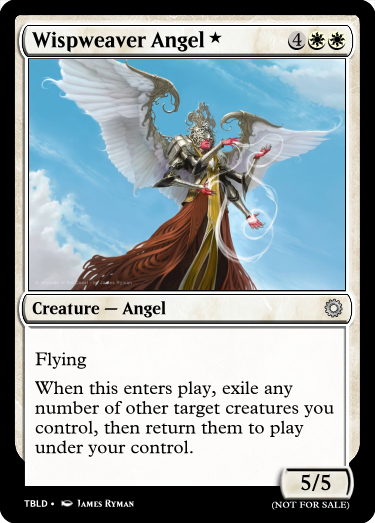 Wispweaver Angel ★ 4
Creature — Angel
Flying
When this enters play, exile any
number of other target creatures you
control, then return them to play
under your control.
5/5
TBLD • James Ryman
(NOT FOR SALE)